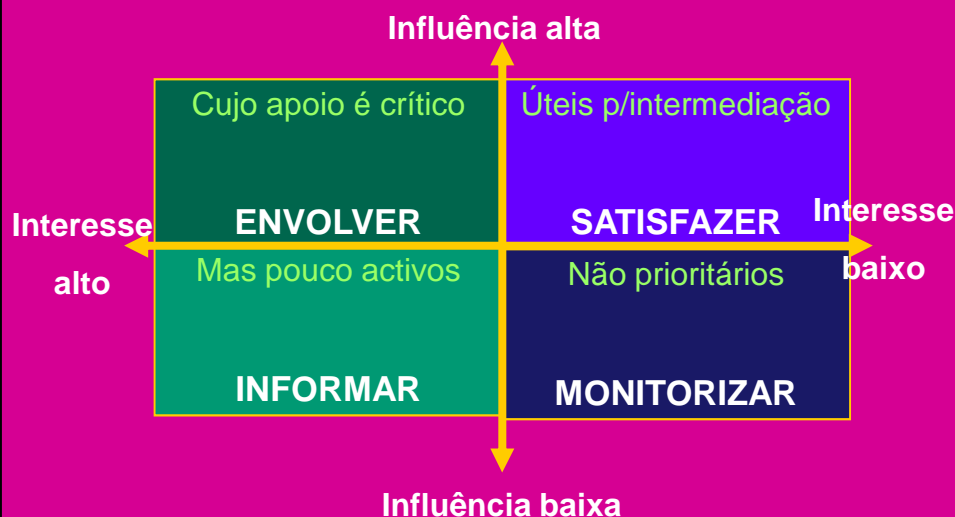 Influência alta
Cujo apoio é crítico
Úteis p/intermediação
Interesse
alto
ENVOLVER
SATISFAZER
Interesse
baixo
Mas pouco activos
Não prioritários
INFORMAR
MONITORIZAR
Influência baixa